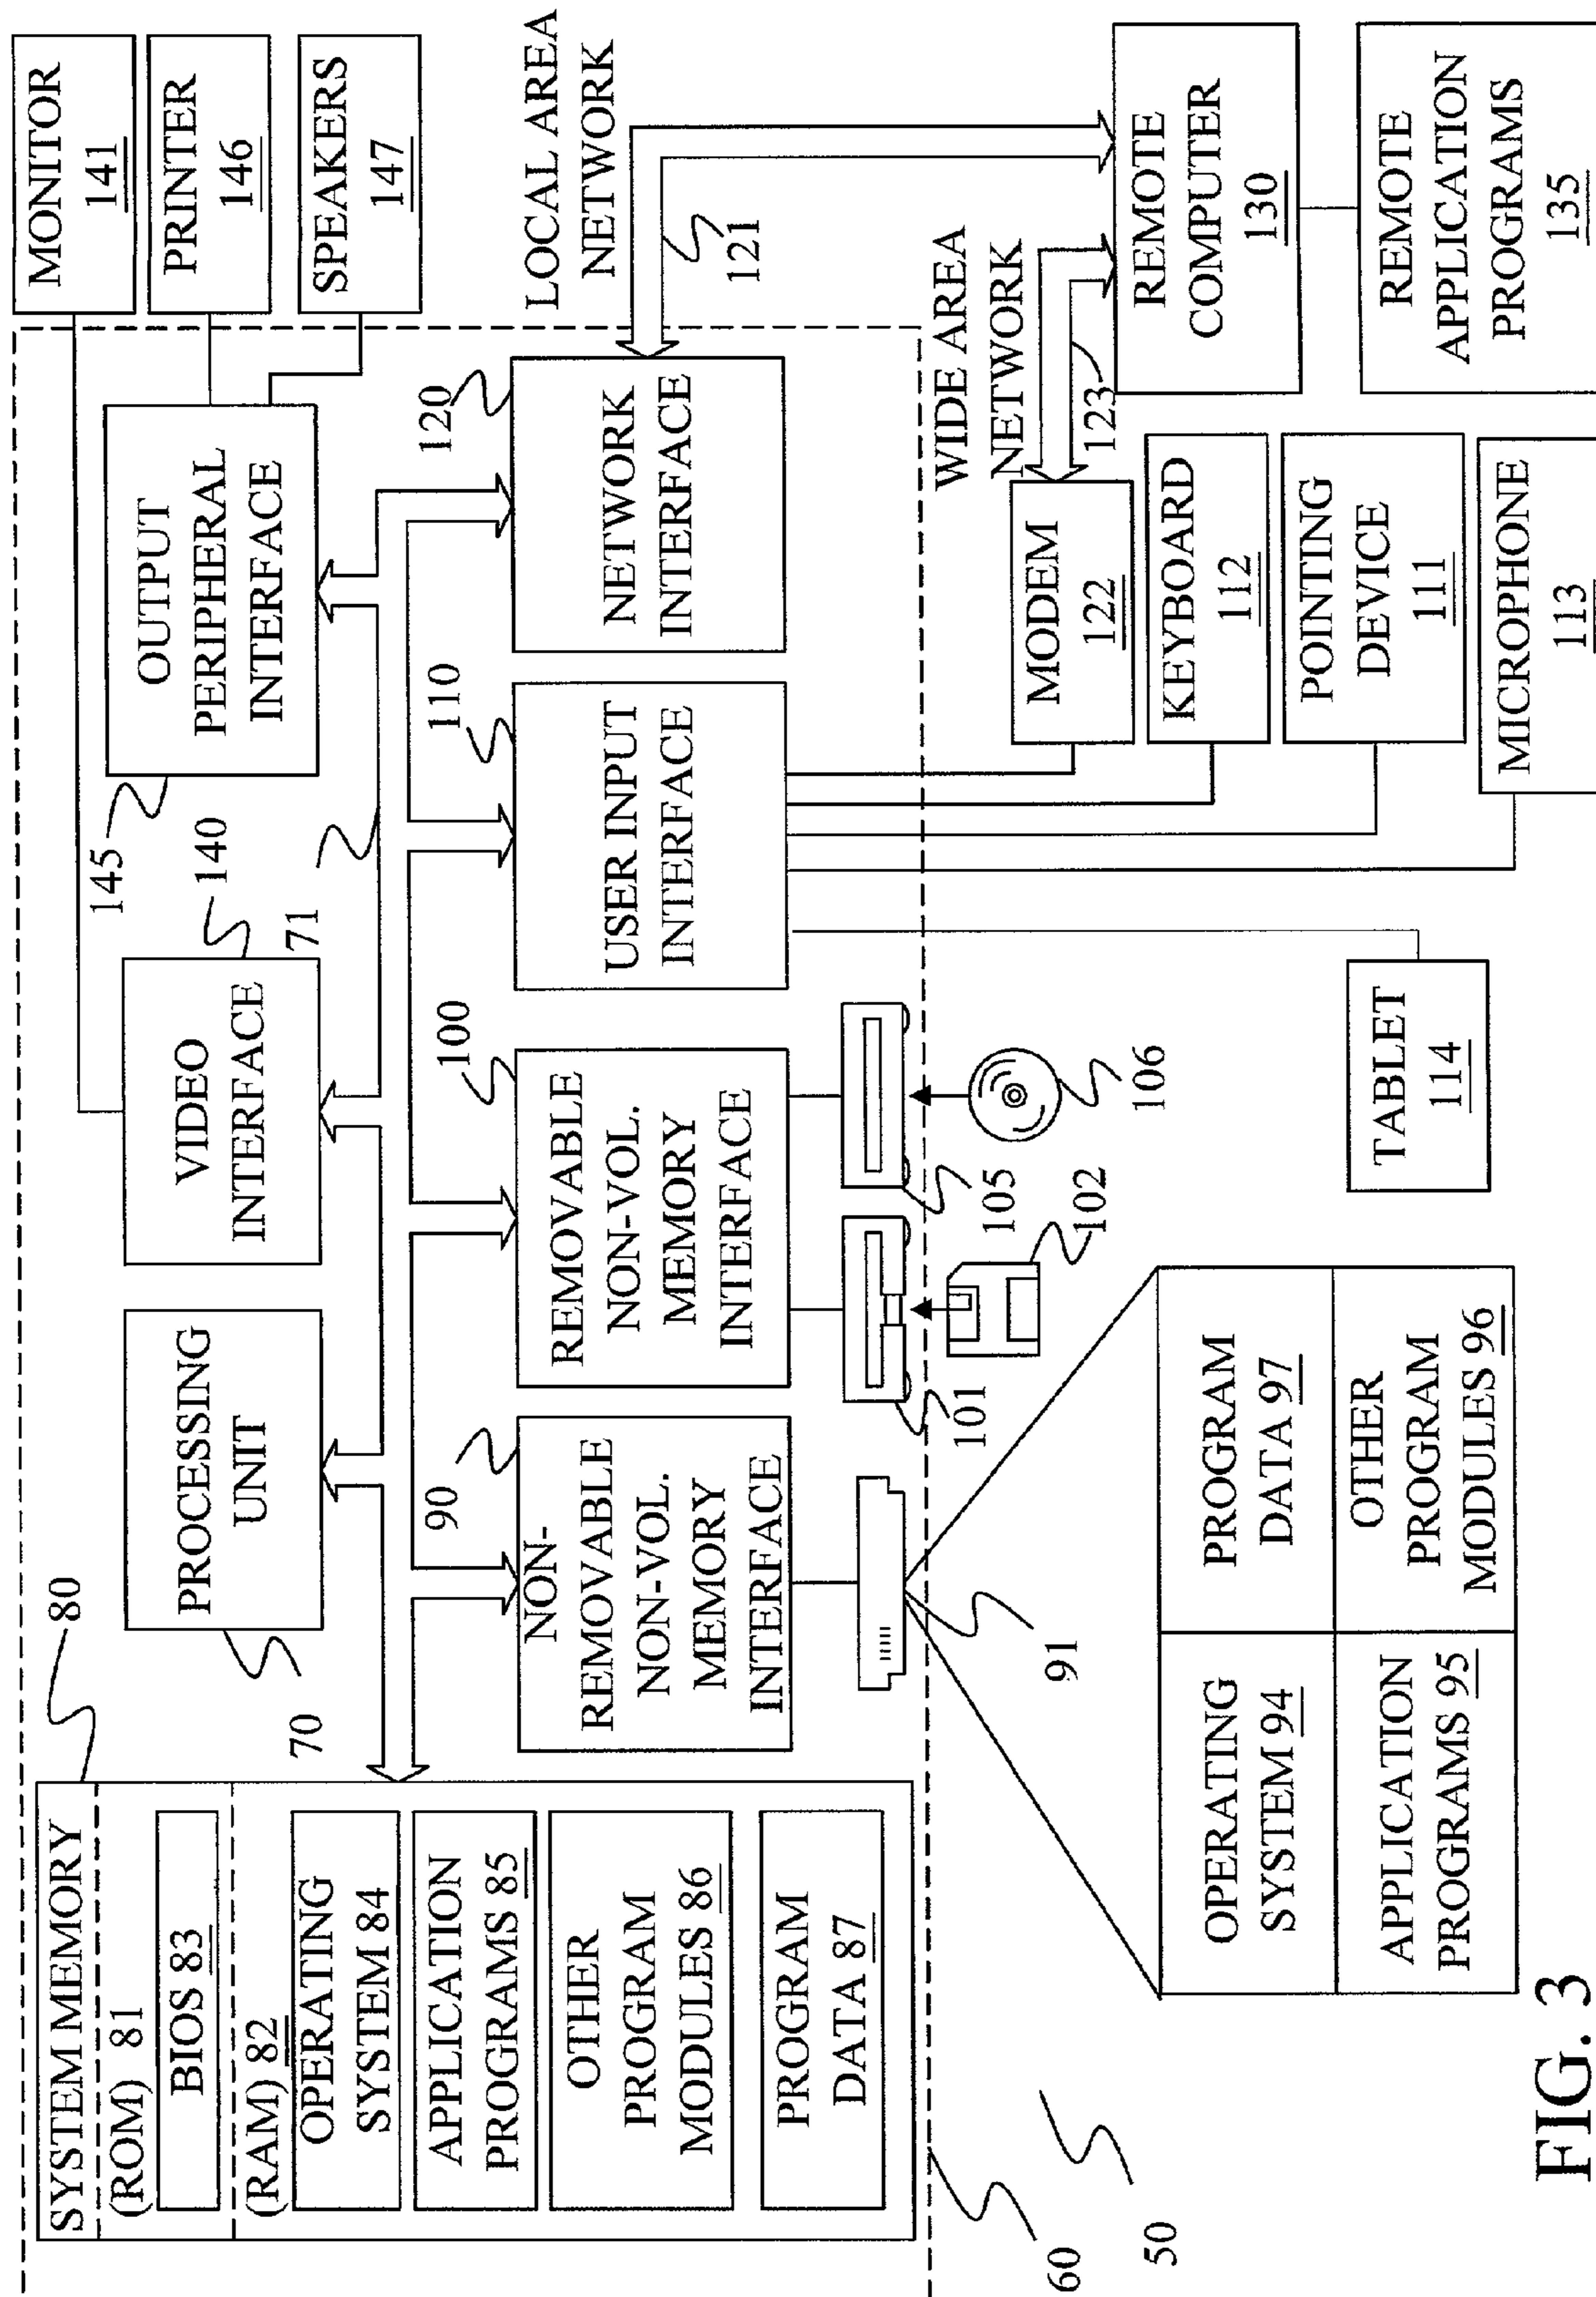 SYSTEM MEMORY
(ROM) 81
BIOS 83
(RAM) 82
OPERATING
SYSTEM 84
APPLICATION
PROGRAMS 85
OTHER
PROGRAM
MODULES 86
PROGRAM
DATA 87
80
PROCESSING
UNIT
70
VIDEO
INTERFACE
140
71
OUTPUT
PERIPHERAL
INTERFACE
145
MONITOR
141
PRINTER
146
SPEAKERS
147
NON-
REMOVABLE
NON-VOL.
MEMORY
INTERFACE
90
REMOVABLE
NON-VOL.
MEMORY
INTERFACE
100
USER INPUT
INTERFACE
110
NETWORK
INTERFACE
120
LOCAL AREA
NETWORK
121
91
101
102
105
106
WIDE AREA
NETWORK
123
MODEM
122
KEYBOARD
112
POINTING
DEVICE
111
MICROPHONE
113
TABLET
114
REMOTE
COMPUTER
130
REMOTE
APPLICATION
PROGRAMS
135
OPERATING
SYSTEM 94
PROGRAM
DATA 97
APPLICATION
PROGRAMS 95
OTHER
PROGRAM
MODULES 96
60
50
FIG. 3